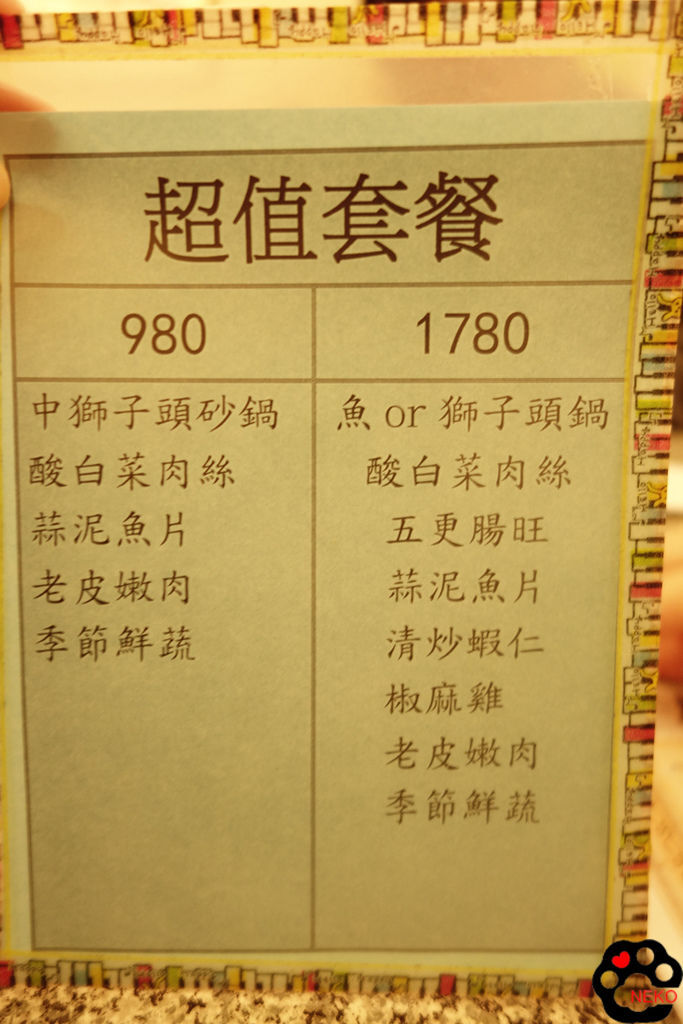 超值套餐
980
中獅子頭砂鍋
酸白菜肉絲
蒜泥魚片
老皮嫩肉
季節鮮蔬
1780
魚 or 獅子頭鍋
酸白菜肉絲
五更腸旺
蒜泥魚片
清炒蝦仁
椒麻雞
老皮嫩肉
季節鮮蔬
NEKO